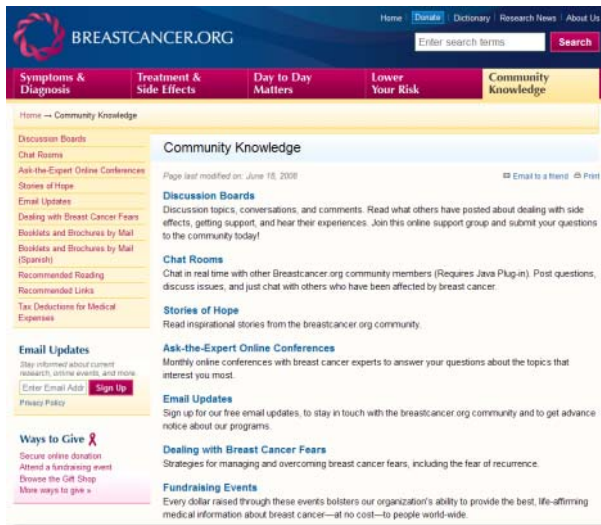 Home Donate Dictionary Research News About Us
BREASTCANCER.ORG
Enter search terms Search
Symptoms & Diagnosis
Treatment & Side Effects
Day to Day Matters
Lower Your Risk
Community Knowledge
Home → Community Knowledge
Discussion Boards
Chat Rooms
Ask-the-Expert Online Conferences
Stories of Hope
Email Updates
Dealing with Breast Cancer Fears
Booklets and Brochures by Mail
Booklets and Brochures by Mail
(Spanish)
Recommended Reading
Recommended Links
Tax Deductions for Medical
Expenses
Email Updates
Stay informed about current
research, online events, and more.
Enter Email Addr Sign Up
Privacy Policy
Ways to Give
Secure online donation
Attend a fundraising event
Browse the Gift Shop
More ways to give »
Community Knowledge
Page last modified on: June 18, 2008
Email to a friend Print
Discussion Boards
Discussion topics, conversations, and comments. Read what others have posted about dealing with side
effects, getting support, and hear their experiences. Join this online support group and submit your questions
to the community today!
Chat Rooms
Chat in real time with other Breastcancer.org community members (Requires Java Plug-in). Post questions,
discuss issues, and just chat with others who have been affected by breast cancer.
Stories of Hope
Read inspirational stories from the breastcancer.org community.
Ask-the-Expert Online Conferences
Monthly online conferences with breast cancer experts to answer your questions about the topics that
interest you most.
Email Updates
Sign up for our free email updates, to stay in touch with the breastcancer.org community and to get advance
notice about our programs.
Dealing with Breast Cancer Fears
Strategies for managing and overcoming breast cancer fears, including the fear of recurrence.
Fundraising Events
Every dollar raised through these events bolsters our organization's ability to provide the best, life-affirming
medical information about breast cancer—at no cost—to people world-wide.